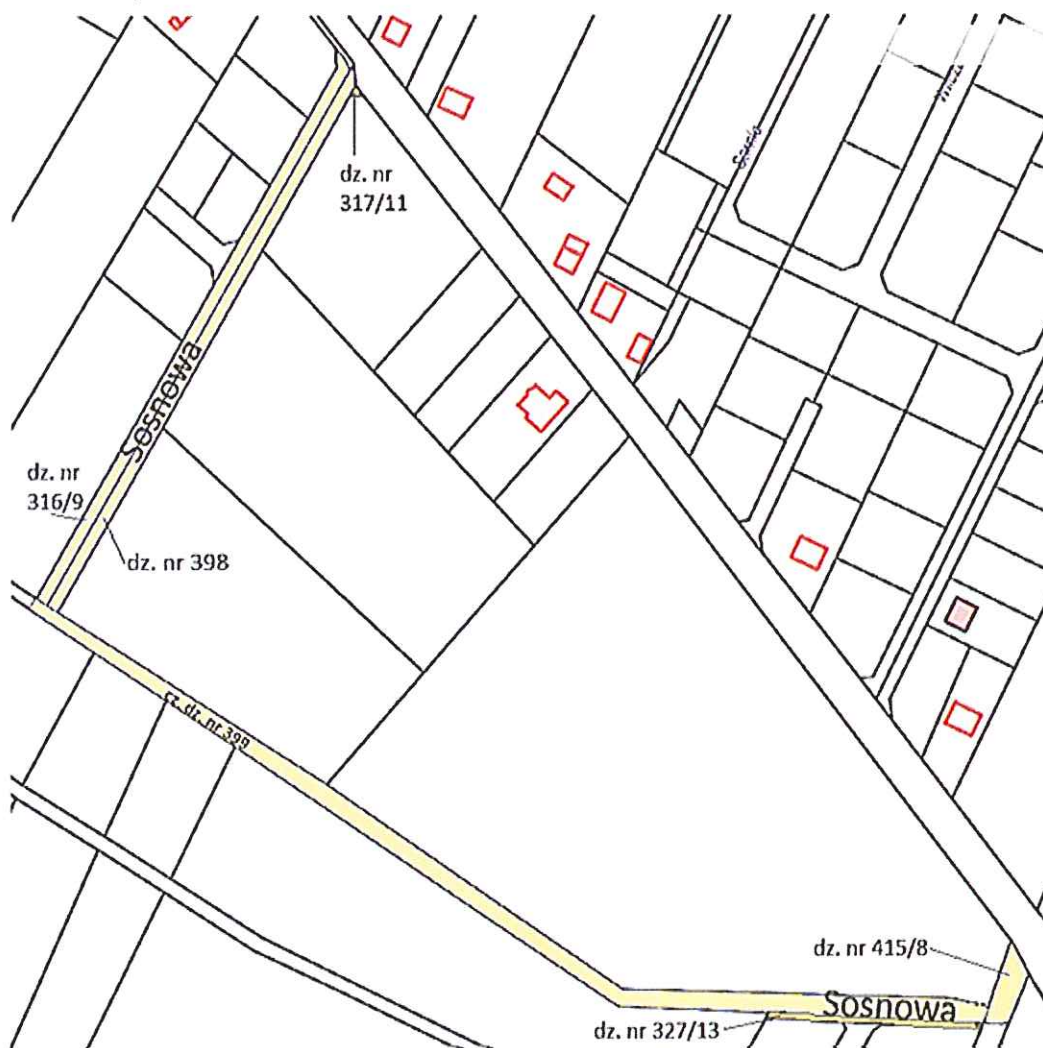 dz. nr
317/11
Sosnowa
dz. nr
316/9
dz. nr 398
cz. dz. nr 399
dz. nr 415/8
Sosnowa
dz. nr 327/13